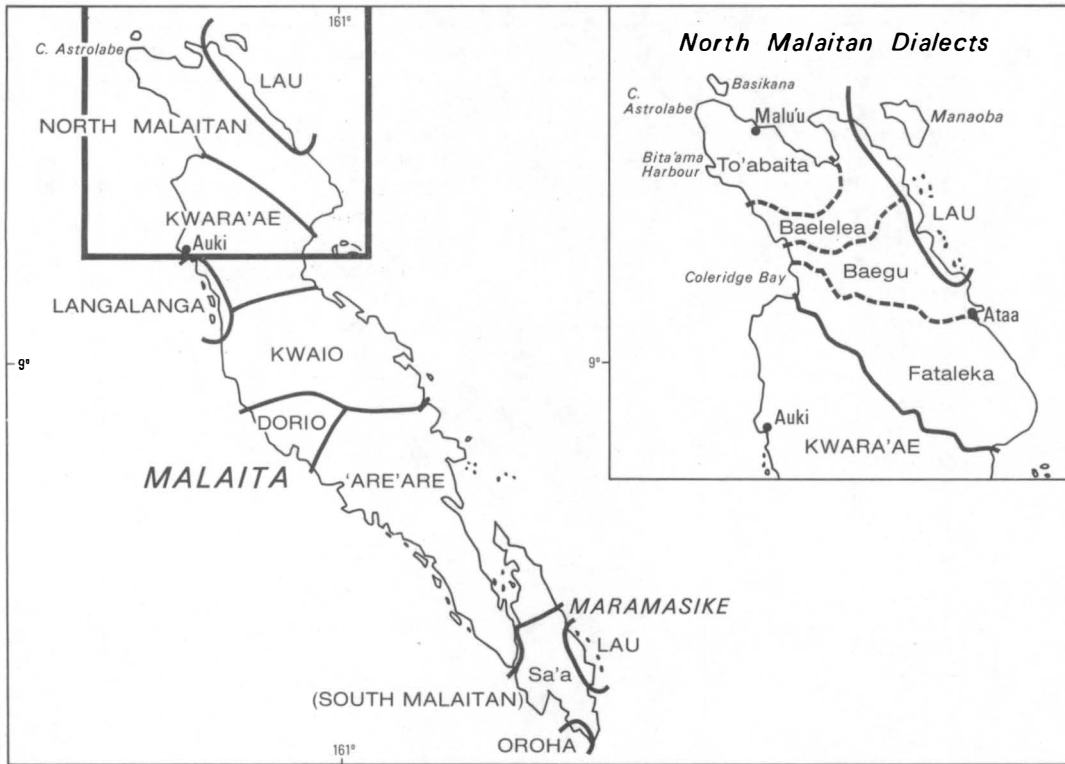 161°
C. Astrolabe
LAU
NORTH MALAITAN
KWARA'AE
Auki
LANGALANGA
KWAIO
9°
DORIO
MALAITA
'ARE'ARE
MARAMASIKE
LAU
Sa'a
(SOUTH MALAITAN)
OROHA
161°
North Malaitan Dialects
Basikana
C.
Astrolabe
Malu'u
Manaoba
Bita'ama
Harbour
To'abaita
LAU
Baelelea
Baegu
Coleridge Bay
Ataa
9°
Fataleka
Auki
KWARA'AE